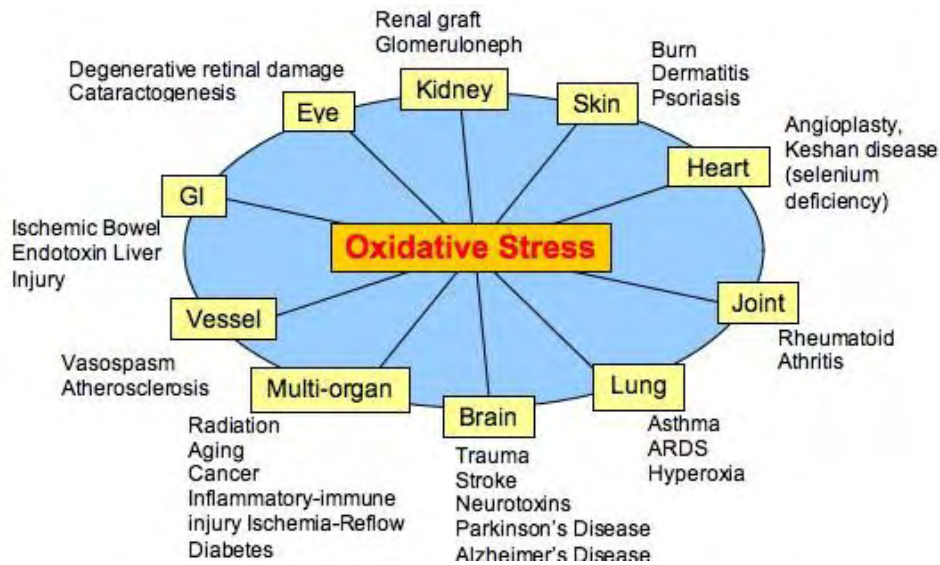 Renal graft
Glomeruloneph
Kidney
Burn
Dermatitis
Psoriasis
Skin
Degenerative retinal damage
Cataractogenesis
Eye
Angioplasty,
Keshan disease
(selenium
deficiency)
Heart
GI
Ischemic Bowel
Endotoxin Liver
Injury
Oxidative Stress
Vessel
Vasospasm
Atherosclerosis
Joint
Rheumatoid
Athritis
Multi-organ
Radiation
Aging
Cancer
Inflammatory-immune
injury Ischemia-Reflow
Diabetes
Brain
Trauma
Stroke
Neurotoxins
Parkinson's Disease
Alzheimer's Disease
Lung
Asthma
ARDS
Hyperoxia